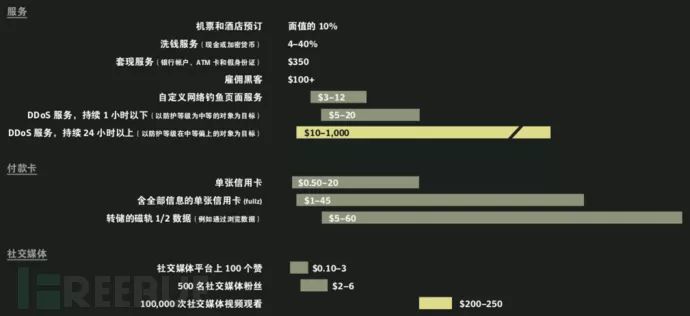 服务
机票和酒店预订 面值的 10%
洗钱服务（现金或加密货币） 4–40%
套现服务（银行帐户、ATM 卡和假身份证） $350
雇佣黑客 $100+
自定义网络钓鱼页面服务 $3–12
DDoS 服务，持续 1 小时以下（以防护等级为中等的对象为目标） $5–20
DDoS 服务，持续 24 小时以上（以防护等级在中等偏上的对象为目标） $10–1,000
付款卡
单张信用卡 $0.50–20
含全部信息的单张信用卡 (fullz) $1–45
转储的磁轨 1/2 数据（例如通过浏览数据） $5–60
社交媒体
社交媒体平台上 100 个赞 $0.10–3
500 名社交媒体粉丝 $2–6
100,000 次社交媒体视频观看 $200–250
FREEBUF